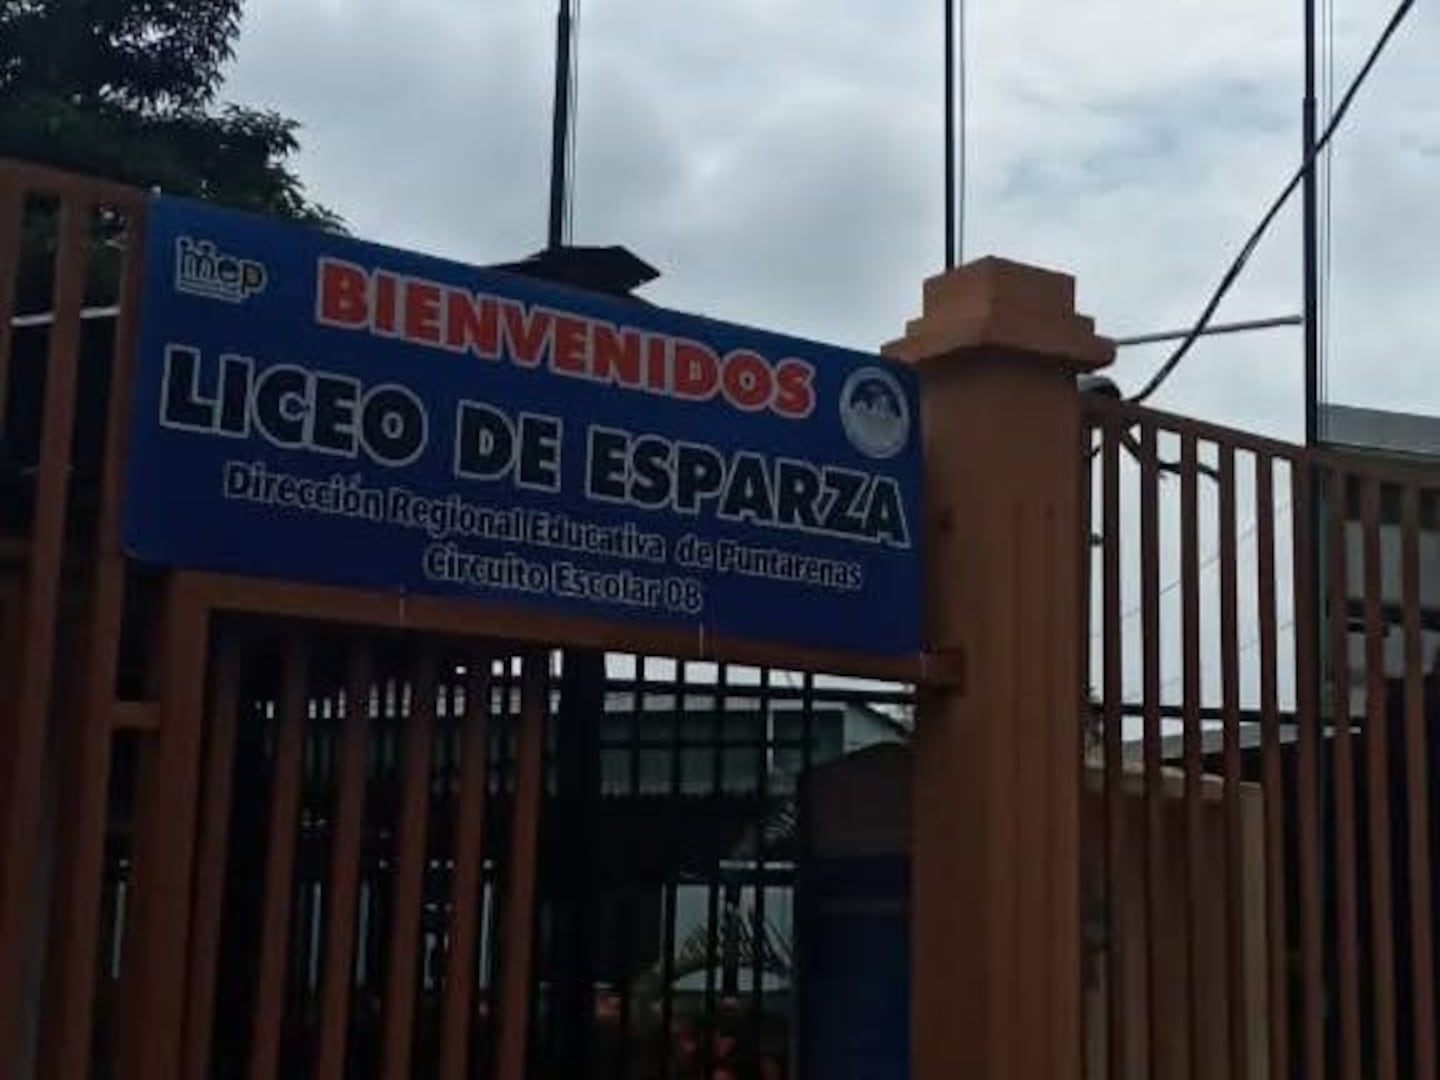 mep
BIENVENIDOS
LICEO DE ESPARZA
Dirección Regional Educativa de Puntarenas
Circuito Escolar 08